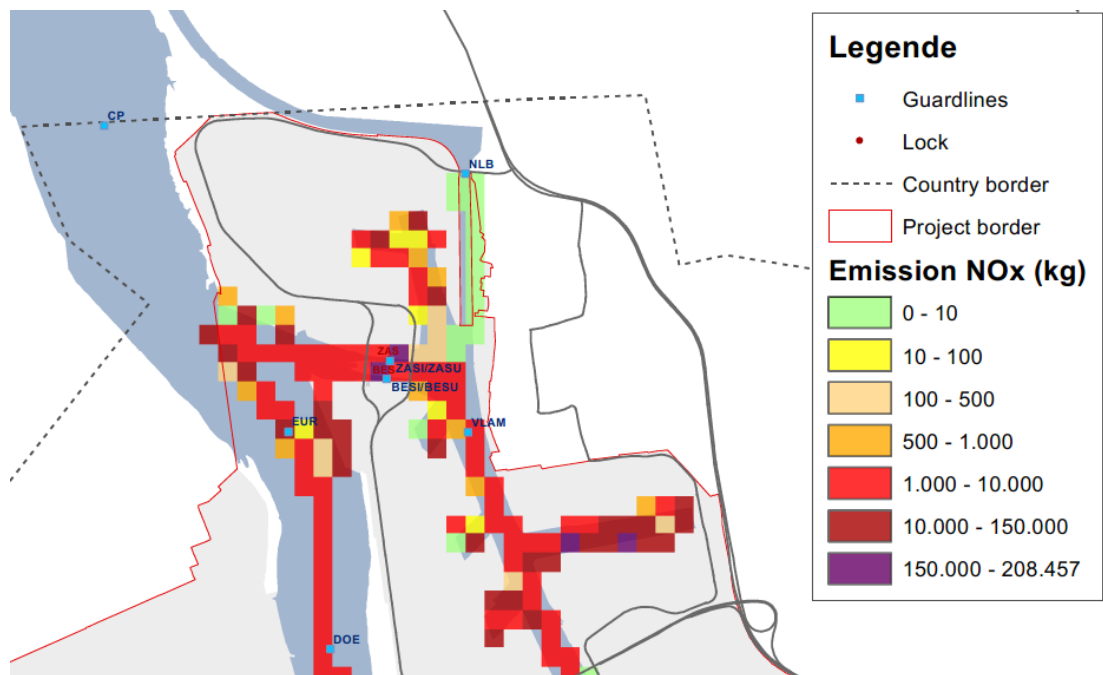 CP
NLB
ZAS
ZASI/ZASU
BES
BESI/BESU
EUR
VLAM
DOE
Legende
Guardlines
Lock
Country border
Project border
Emission NOx (kg)
0 - 10
10 - 100
100 - 500
500 - 1.000
1.000 - 10.000
10.000 - 150.000
150.000 - 208.457